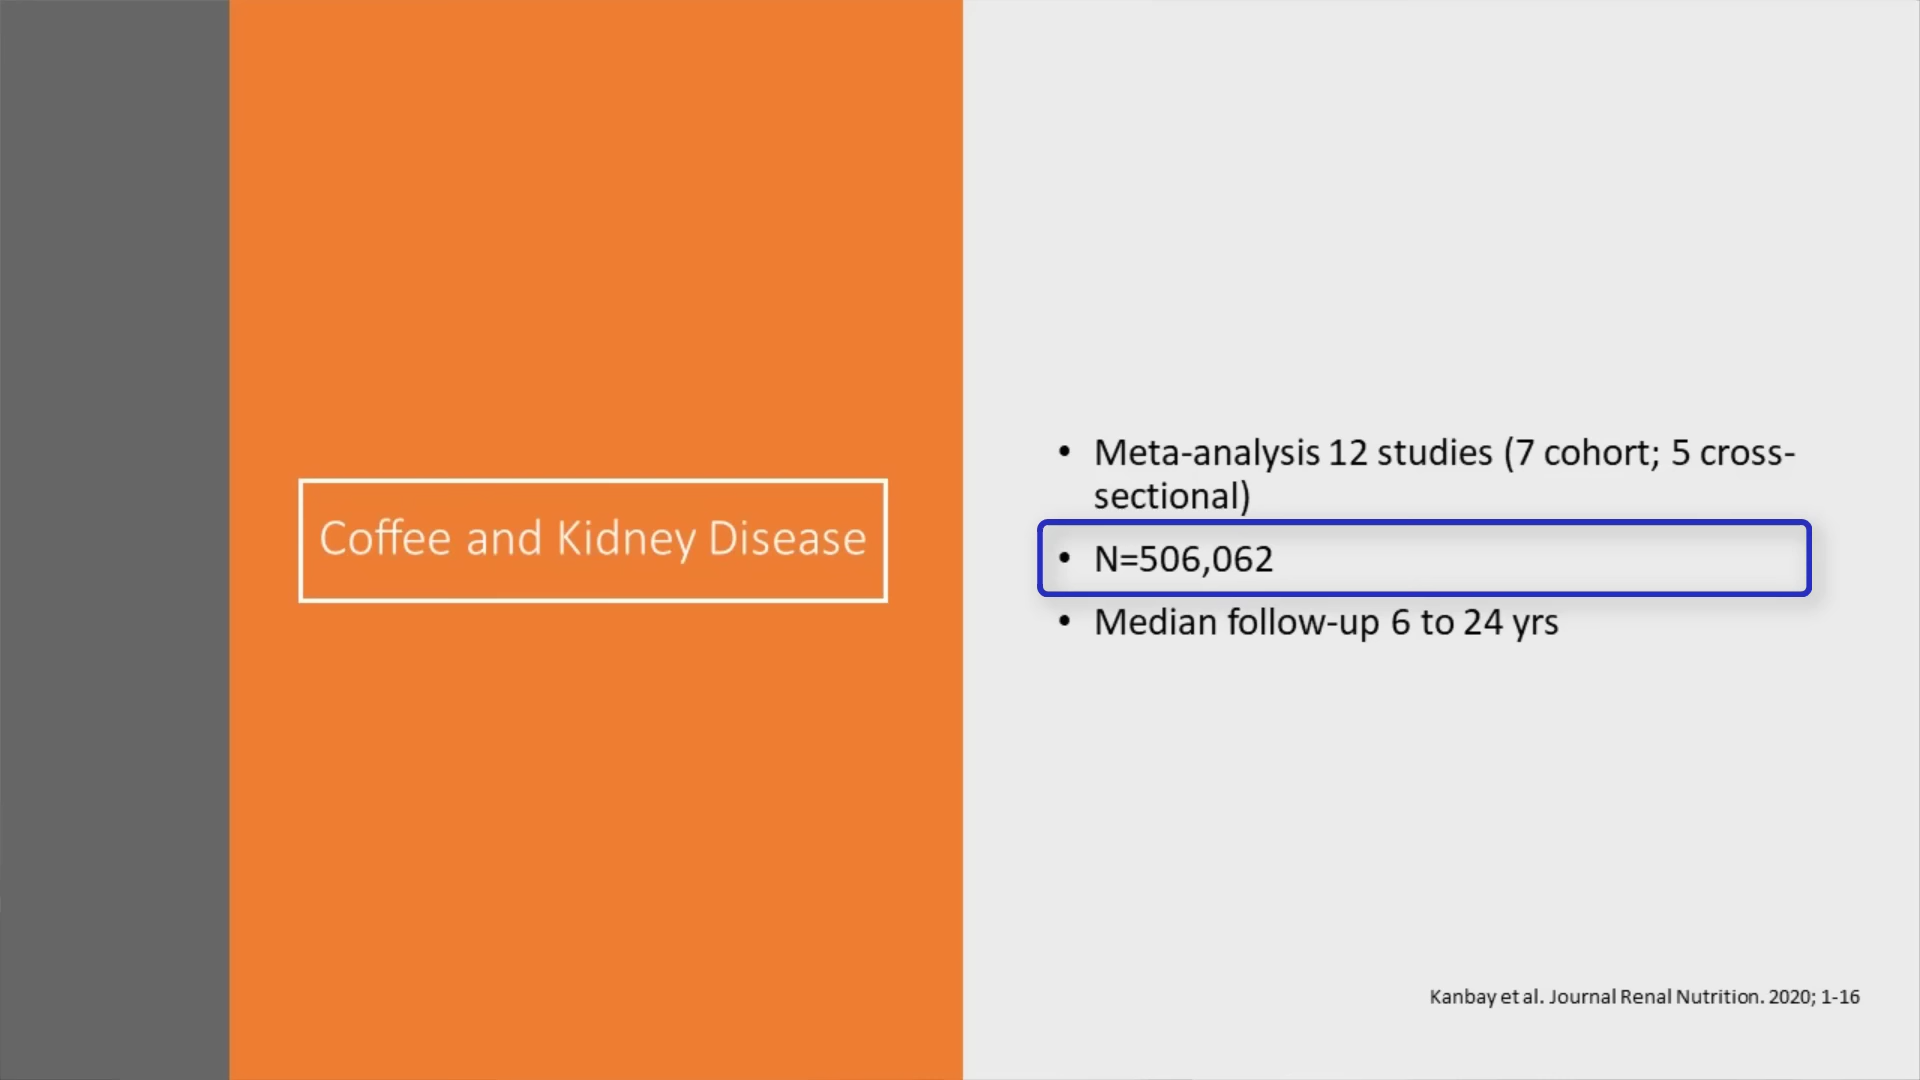 Coffee and Kidney Disease
• Meta-analysis 12 studies (7 cohort; 5 cross-
sectional)
• N=506,062
• Median follow-up 6 to 24 yrs
Kanbay et al. Journal Renal Nutrition. 2020; 1-16